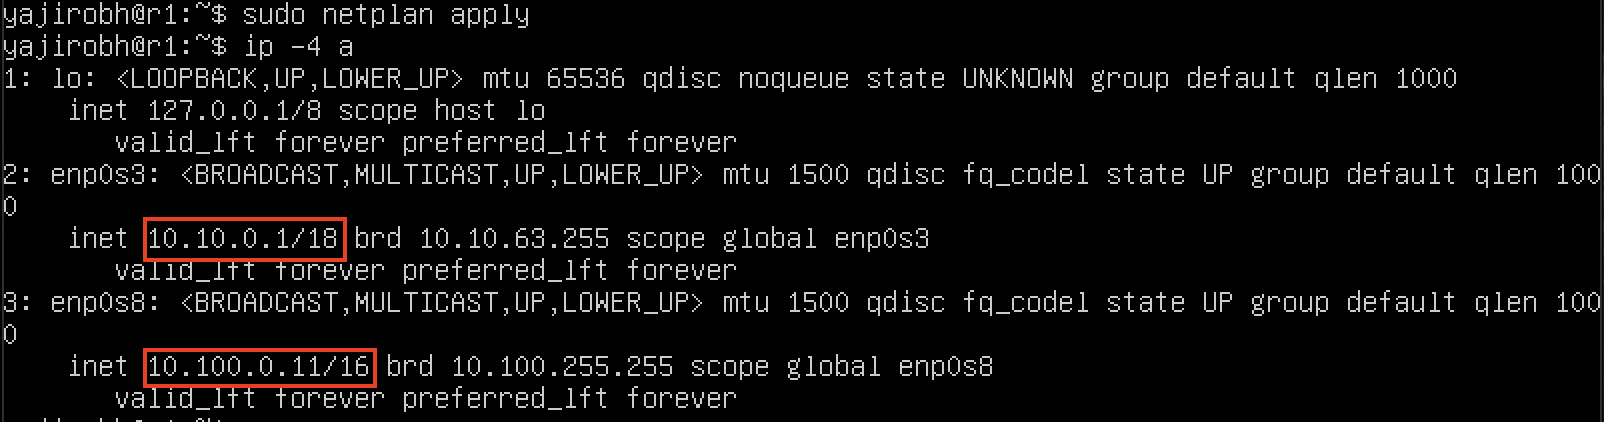 yajirobh@r1:~$ sudo netplan apply
yajirobh@r1:~$ ip -4 a
1: lo: <LOOPBACK,UP,LOWER_UP> mtu 65536 qdisc noqueue state UNKNOWN group default qlen 1000
    inet 127.0.0.1/8 scope host lo
       valid_lft forever preferred_lft forever
2: enp0s3: <BROADCAST,MULTICAST,UP,LOWER_UP> mtu 1500 qdisc fq_codel state UP group default qlen 100
0
    inet 10.10.0.1/18 brd 10.10.63.255 scope global enp0s3
       valid_lft forever preferred_lft forever
3: enp0s8: <BROADCAST,MULTICAST,UP,LOWER_UP> mtu 1500 qdisc fq_codel state UP group default qlen 100
0
    inet 10.100.0.11/16 brd 10.100.255.255 scope global enp0s8
       valid_lft forever preferred_lft forever